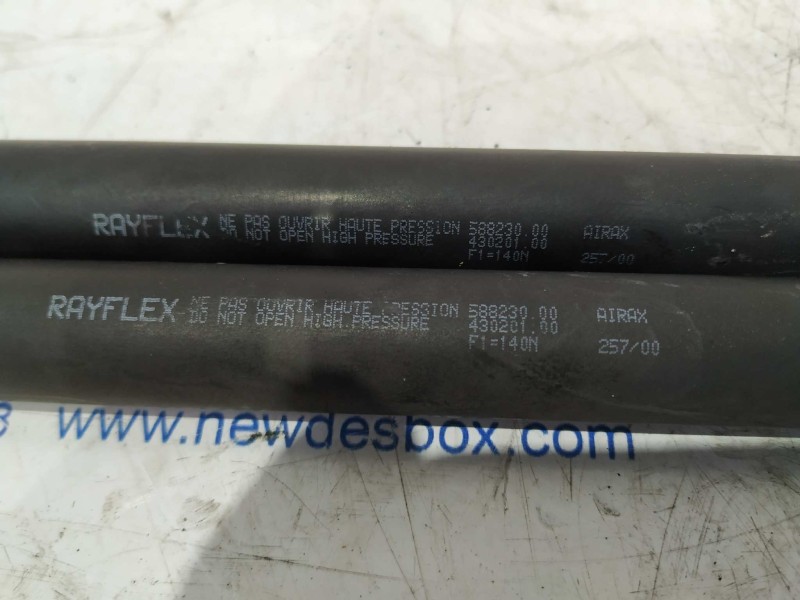 RAYFLEX NE PAS OUVRIR HAUTE PRESSION 588230.00 AIRAX
DO NOT OPEN HIGH PRESSURE 430201.00
F1=140N 257/00
RAYFLEX NE PAS OUVRIR HAUTE PRESSION 588230.00 AIRAX
DO NOT OPEN HIGH PRESSURE 430201.00
F1=140N 257/00
www.newdesbox.com